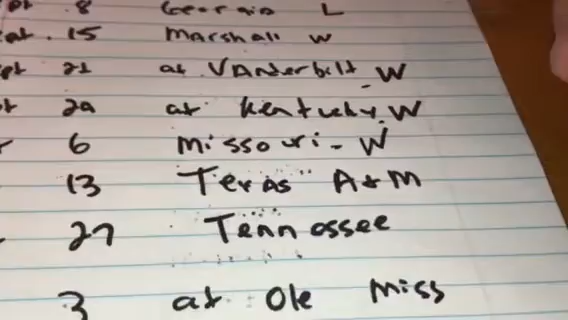 8 Georgia L
15 Marshall W
21 at Vanderbilt - W
29 at Kentucky. W
6 Missouri - W
13 Texas A+M
27 Tennossee
3 at Ole Miss